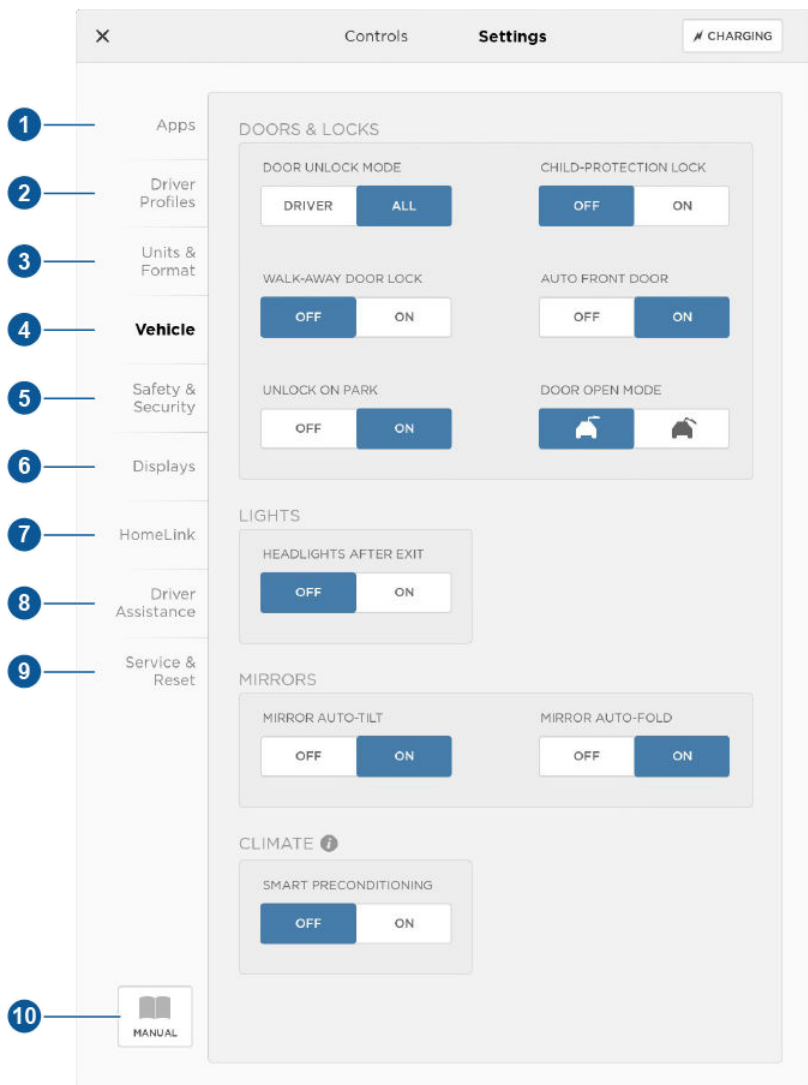 Controls
Settings
CHARGING
1
Apps
2
Driver
Profiles
3
Units &
Format
4
Vehicle
5
Safety &
Security
6
Displays
7
HomeLink
8
Driver
Assistance
9
Service &
Reset
10
MANUAL
DOORS & LOCKS
DOOR UNLOCK MODE
DRIVER ALL
CHILD-PROTECTION LOCK
OFF ON
WALK-AWAY DOOR LOCK
OFF ON
AUTO FRONT DOOR
OFF ON
UNLOCK ON PARK
OFF ON
DOOR OPEN MODE
LIGHTS
HEADLIGHTS AFTER EXIT
OFF ON
MIRRORS
MIRROR AUTO-TILT
OFF ON
MIRROR AUTO-FOLD
OFF ON
CLIMATE i
SMART PRECONDITIONING
OFF ON